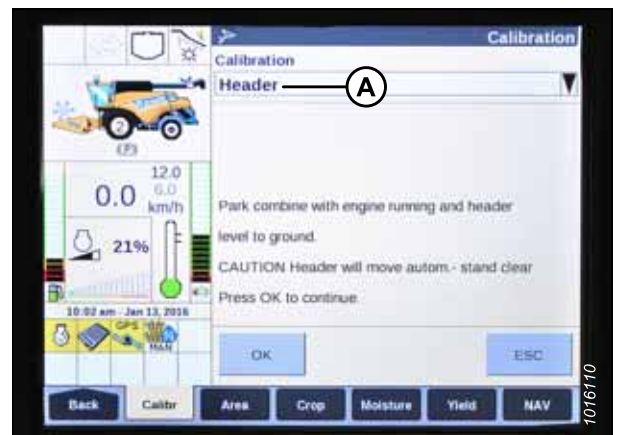 Calibration
Calibration
Header
A
2
(P)
12.0
0.0
6.0
km/h
21%
Park combine with engine running and header
level to ground.
CAUTION Header will move autom.- stand clear
Press OK to continue
10:02 am Jan 13, 2016
GPS
MAN
OK
ESC
Back
Calibr
Area
Crop
Moisture
Yield
NAV
1016110